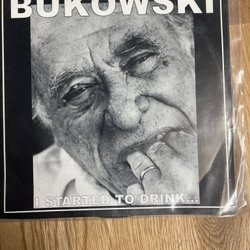 BUKOWSKI
I STARTED TO DRINK...